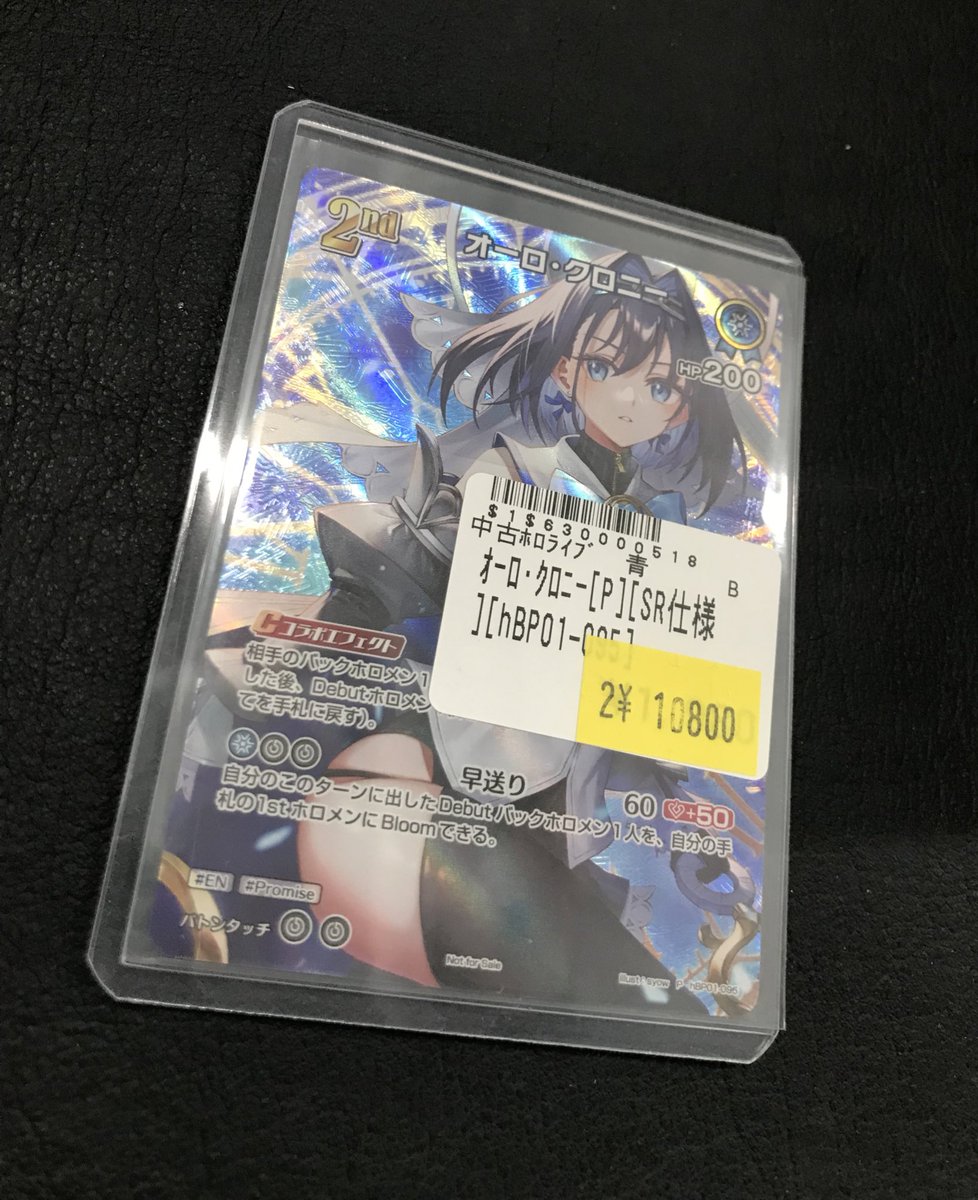 2nd
オーロ・クロニー
HP200
$1$630000518
中古ﾎﾛﾗｲﾌﾞ 青 B
ｵｰﾛ・ｸﾛﾆｰ[P][SR仕様
][hBP01-095]
2¥ 110800
コラボエフェクト
相手のバックホロメン1
した後、Debutホロメン
てを手札に戻す)。
早送り
60 +50
自分のこのターンに出したDebutバックホロメン1人を、自分の手
札の1stホロメンにBloomできる。
#EN #Promise
バトンタッチ
Not for Sale
illust: syow P hBP01-095